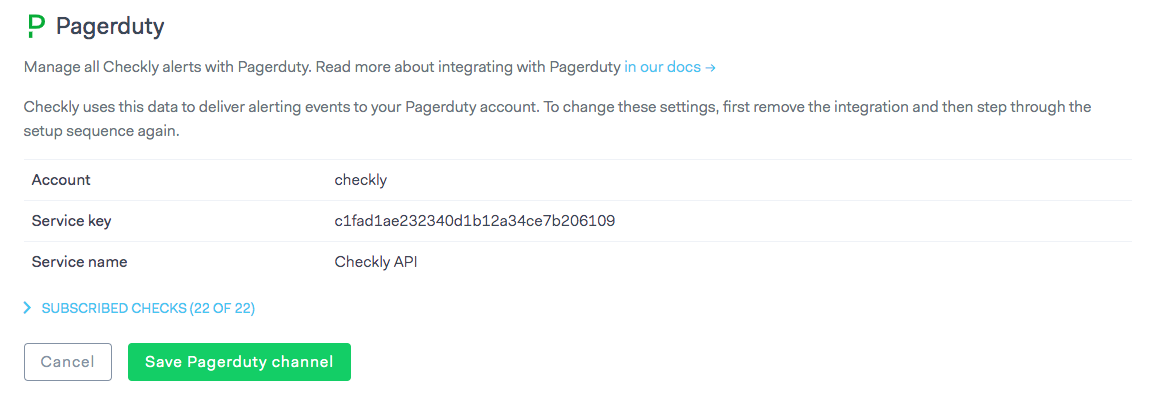 Pagerduty
Manage all Checkly alerts with Pagerduty. Read more about integrating with Pagerduty in our docs →
Checkly uses this data to deliver alerting events to your Pagerduty account. To change these settings, first remove the integration and then step through the
setup sequence again.
Account checkly
Service key c1fad1ae232340d1b12a34ce7b206109
Service name Checkly API
SUBSCRIBED CHECKS (22 OF 22)
Cancel Save Pagerduty channel